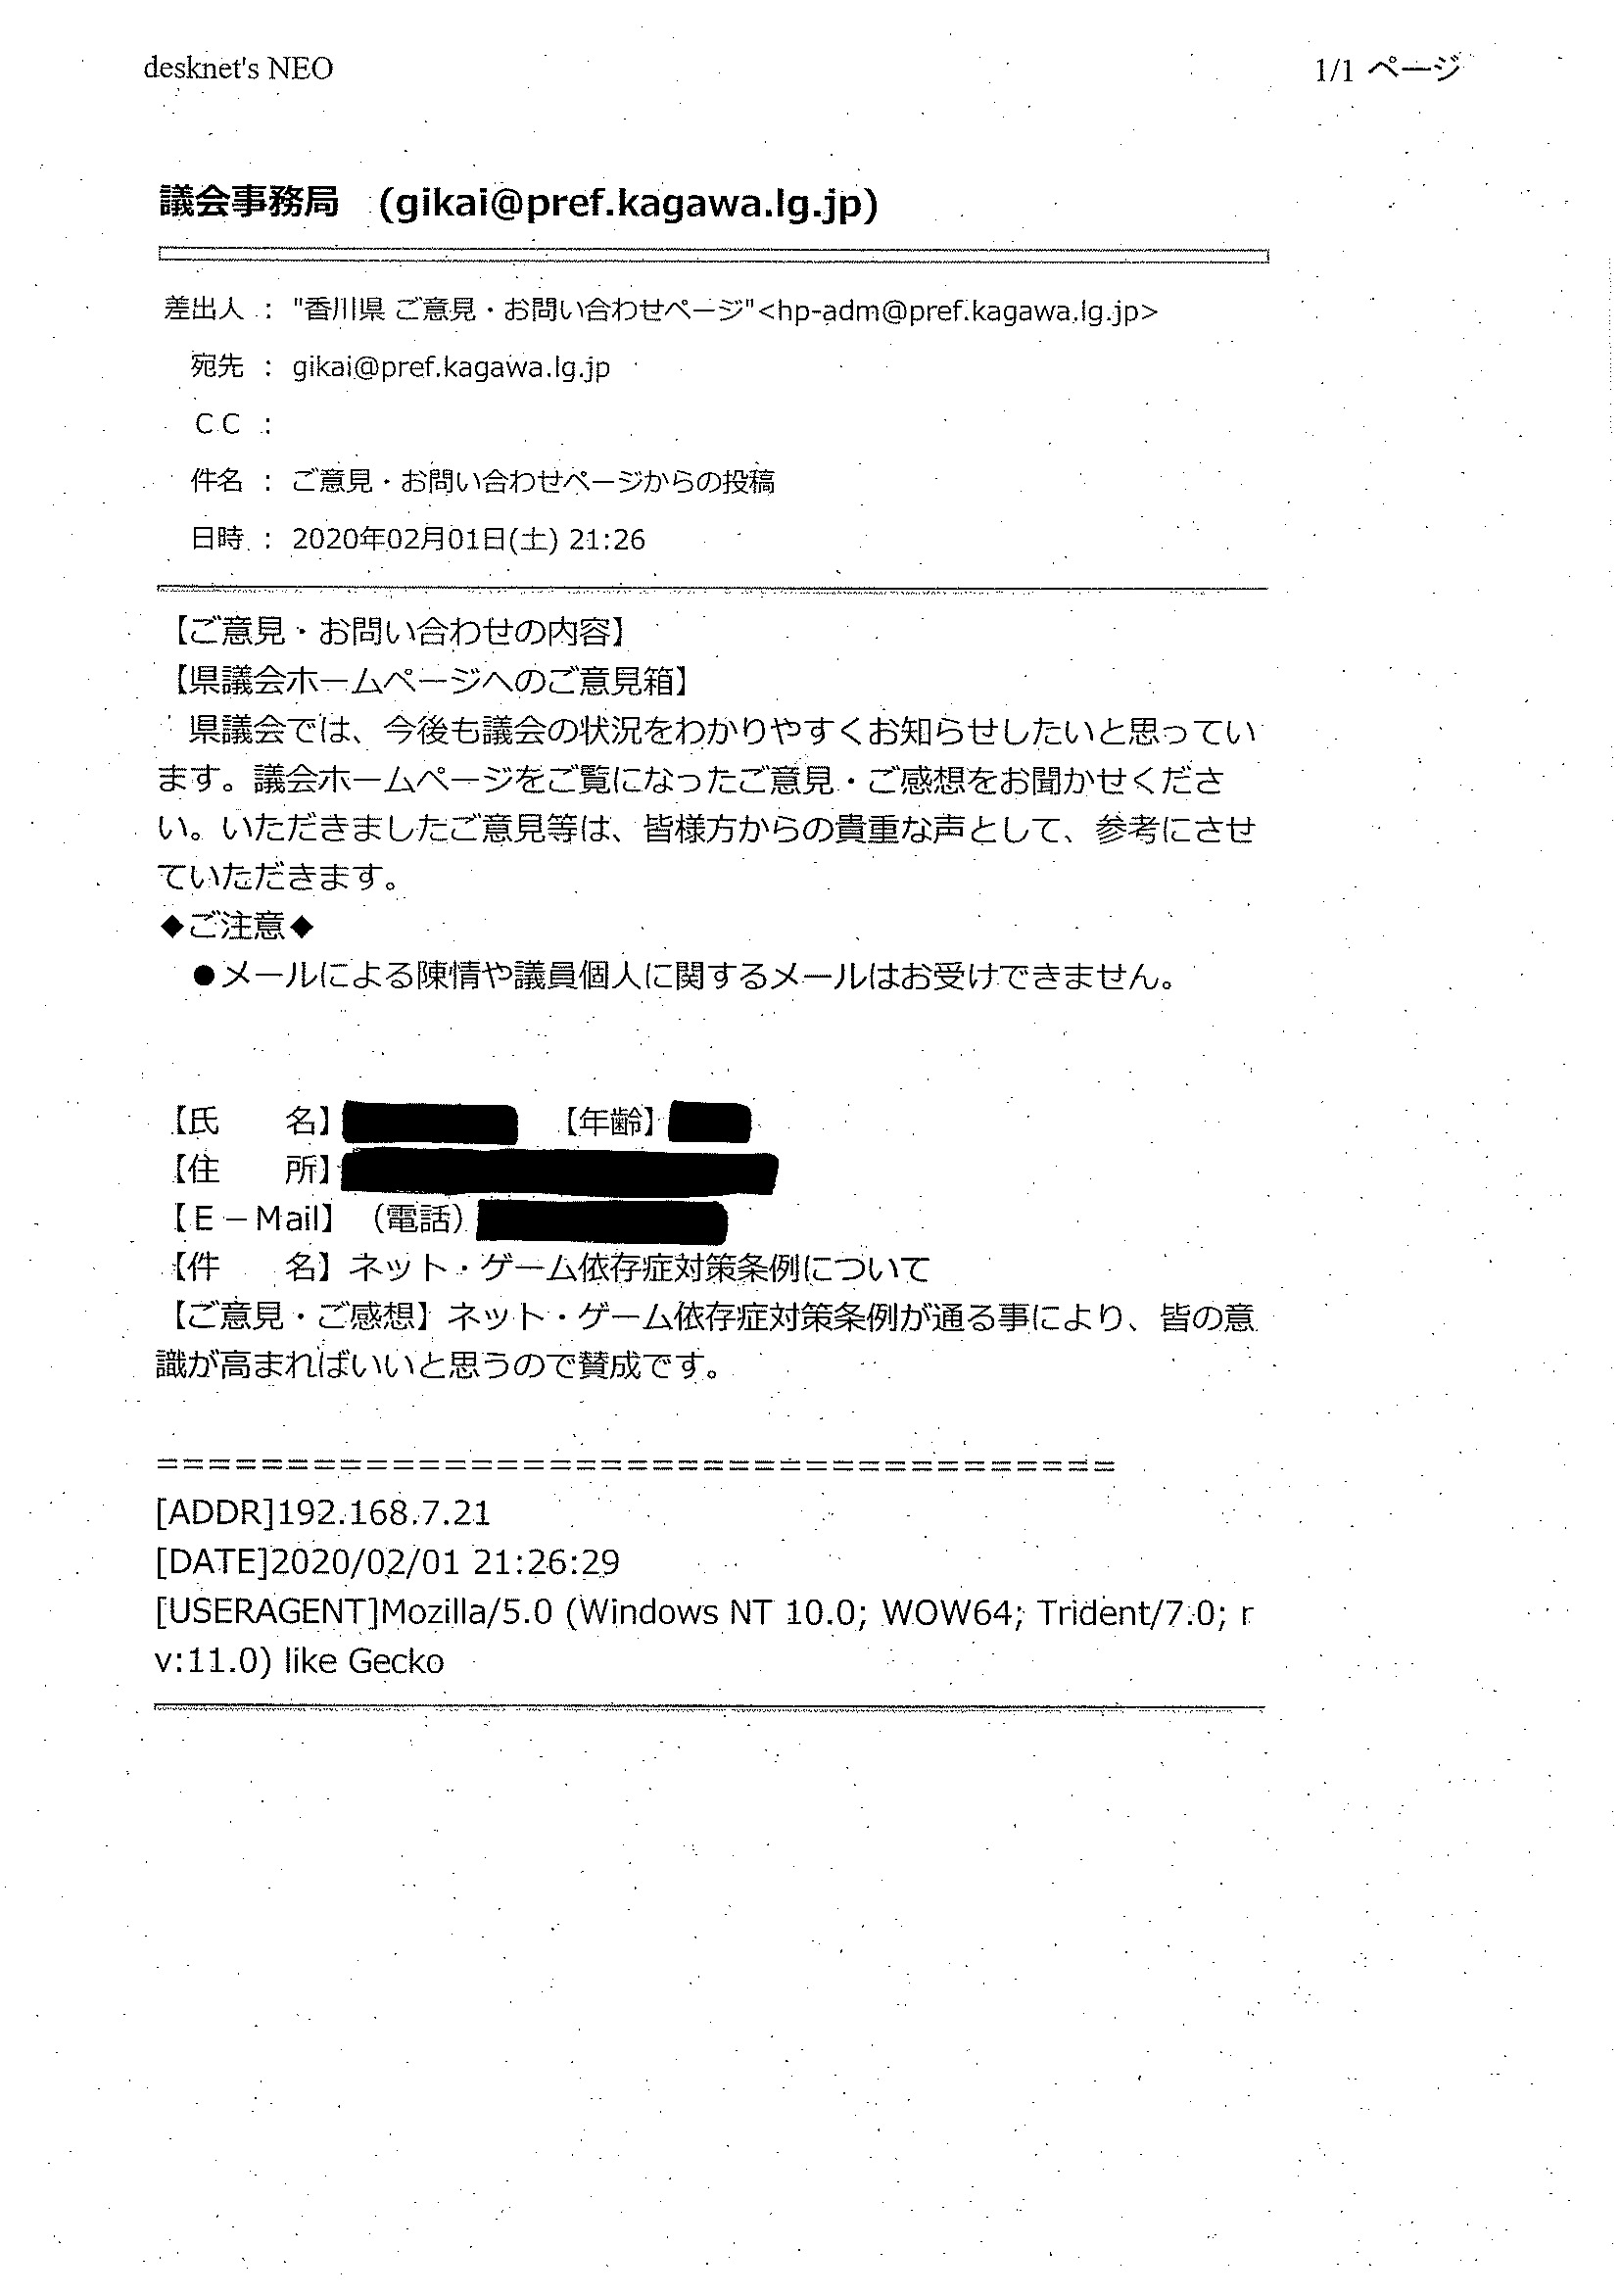 desknet's NEO
1/1 ページ
議会事務局 (gikai@pref.kagawa.lg.jp)
差出人 : "香川県 ご意見・お問い合わせページ"<hp-adm@pref.kagawa.lg.jp>
宛先 : gikai@pref.kagawa.lg.jp
ＣＣ :
件名 : ご意見・お問い合わせページからの投稿
日時 : 2020年02月01日(土) 21:26
【ご意見・お問い合わせの内容】
【県議会ホームページへのご意見箱】
　県議会では、今後も議会の状況をわかりやすくお知らせしたいと思ってい
ます。議会ホームページをご覧になったご意見・ご感想をお聞かせくださ
い。いただきましたご意見等は、皆様方からの貴重な声として、参考にさせ
ていただきます。
◆ご注意◆
　●メールによる陳情や議員個人に関するメールはお受けできません。
【氏　　名】　【年齢】
【住　　所】
【Ｅ－Mail】（電話）
【件　　名】ネット・ゲーム依存症対策条例について
【ご意見・ご感想】ネット・ゲーム依存症対策条例が通る事により、皆の意
識が高まればいいと思うので賛成です。
=====================================
[ADDR]192.168.7.21
[DATE]2020/02/01 21:26:29
[USERAGENT]Mozilla/5.0 (Windows NT 10.0; WOW64; Trident/7.0; r
v:11.0) like Gecko